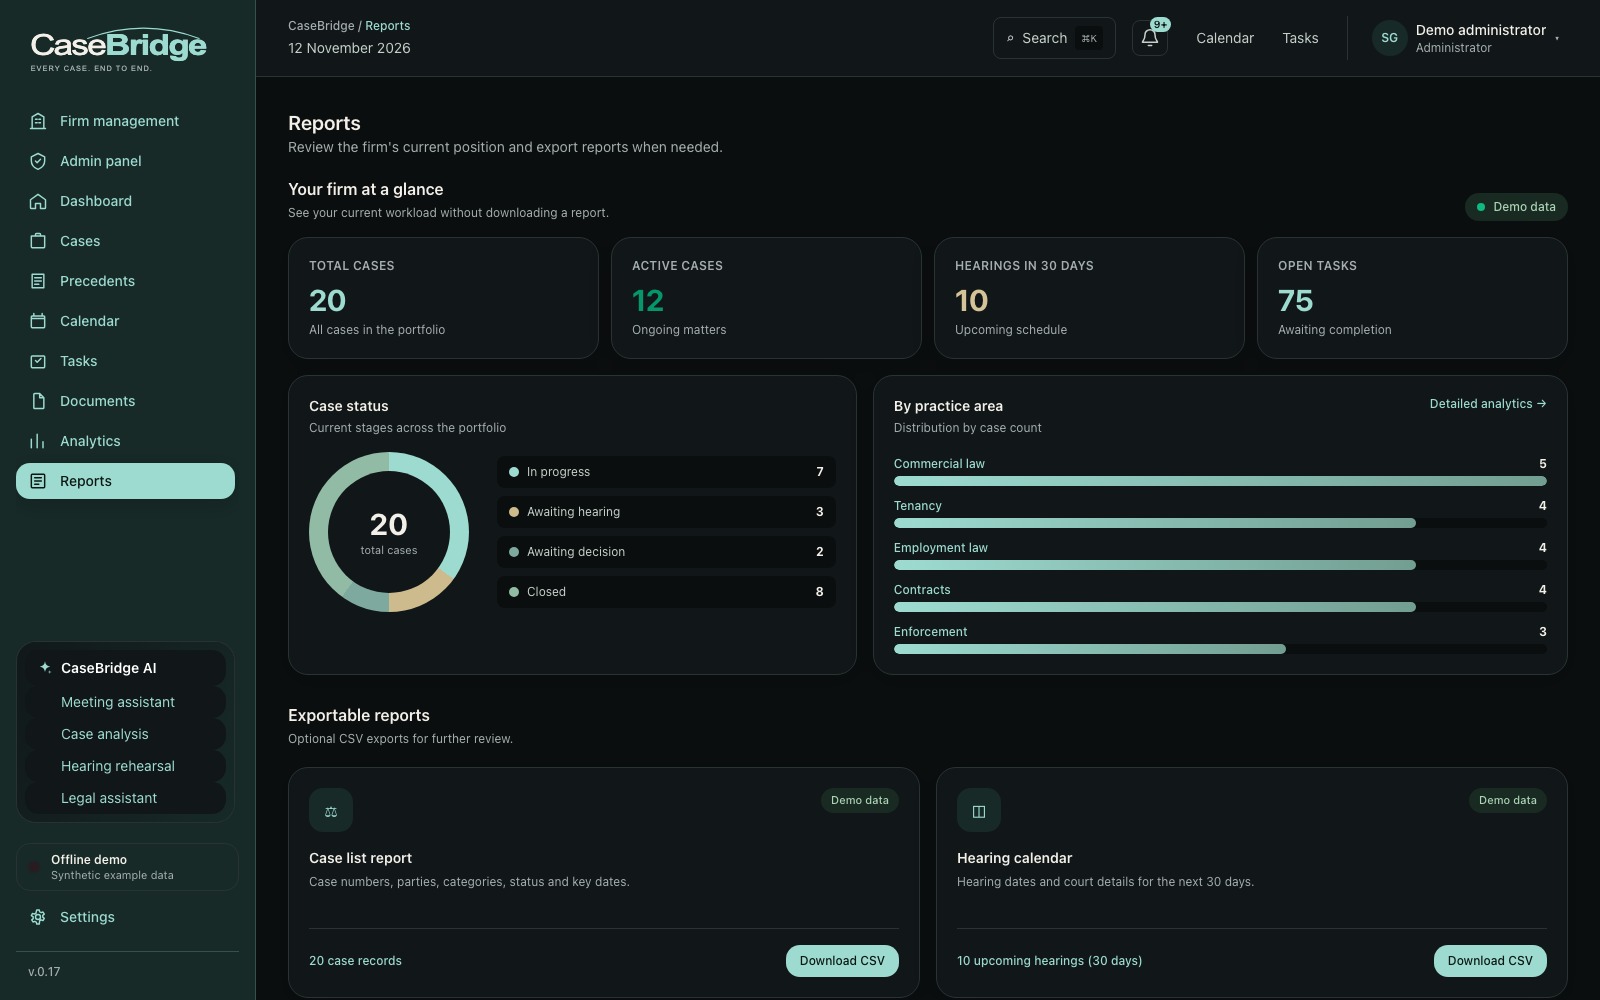 CaseBridge
EVERY CASE. END TO END.
Firm management
Admin panel
Dashboard
Cases
Precedents
Calendar
Tasks
Documents
Analytics
Reports
CaseBridge AI
Meeting assistant
Case analysis
Hearing rehearsal
Legal assistant
Offline demo
Synthetic example data
Settings
v.0.17
CaseBridge / Reports
12 November 2026
Search ⌘K
9+
Calendar
Tasks
SG
Demo administrator
Administrator
Reports
Review the firm's current position and export reports when needed.
Your firm at a glance
See your current workload without downloading a report.
Demo data
TOTAL CASES
20
All cases in the portfolio
ACTIVE CASES
12
Ongoing matters
HEARINGS IN 30 DAYS
10
Upcoming schedule
OPEN TASKS
75
Awaiting completion
Case status
Current stages across the portfolio
20
total cases
In progress 7
Awaiting hearing 3
Awaiting decision 2
Closed 8
By practice area
Distribution by case count
Detailed analytics →
Commercial law 5
Tenancy 4
Employment law 4
Contracts 4
Enforcement 3
Exportable reports
Optional CSV exports for further review.
Demo data
Case list report
Case numbers, parties, categories, status and key dates.
20 case records
Download CSV
Demo data
Hearing calendar
Hearing dates and court details for the next 30 days.
10 upcoming hearings (30 days)
Download CSV